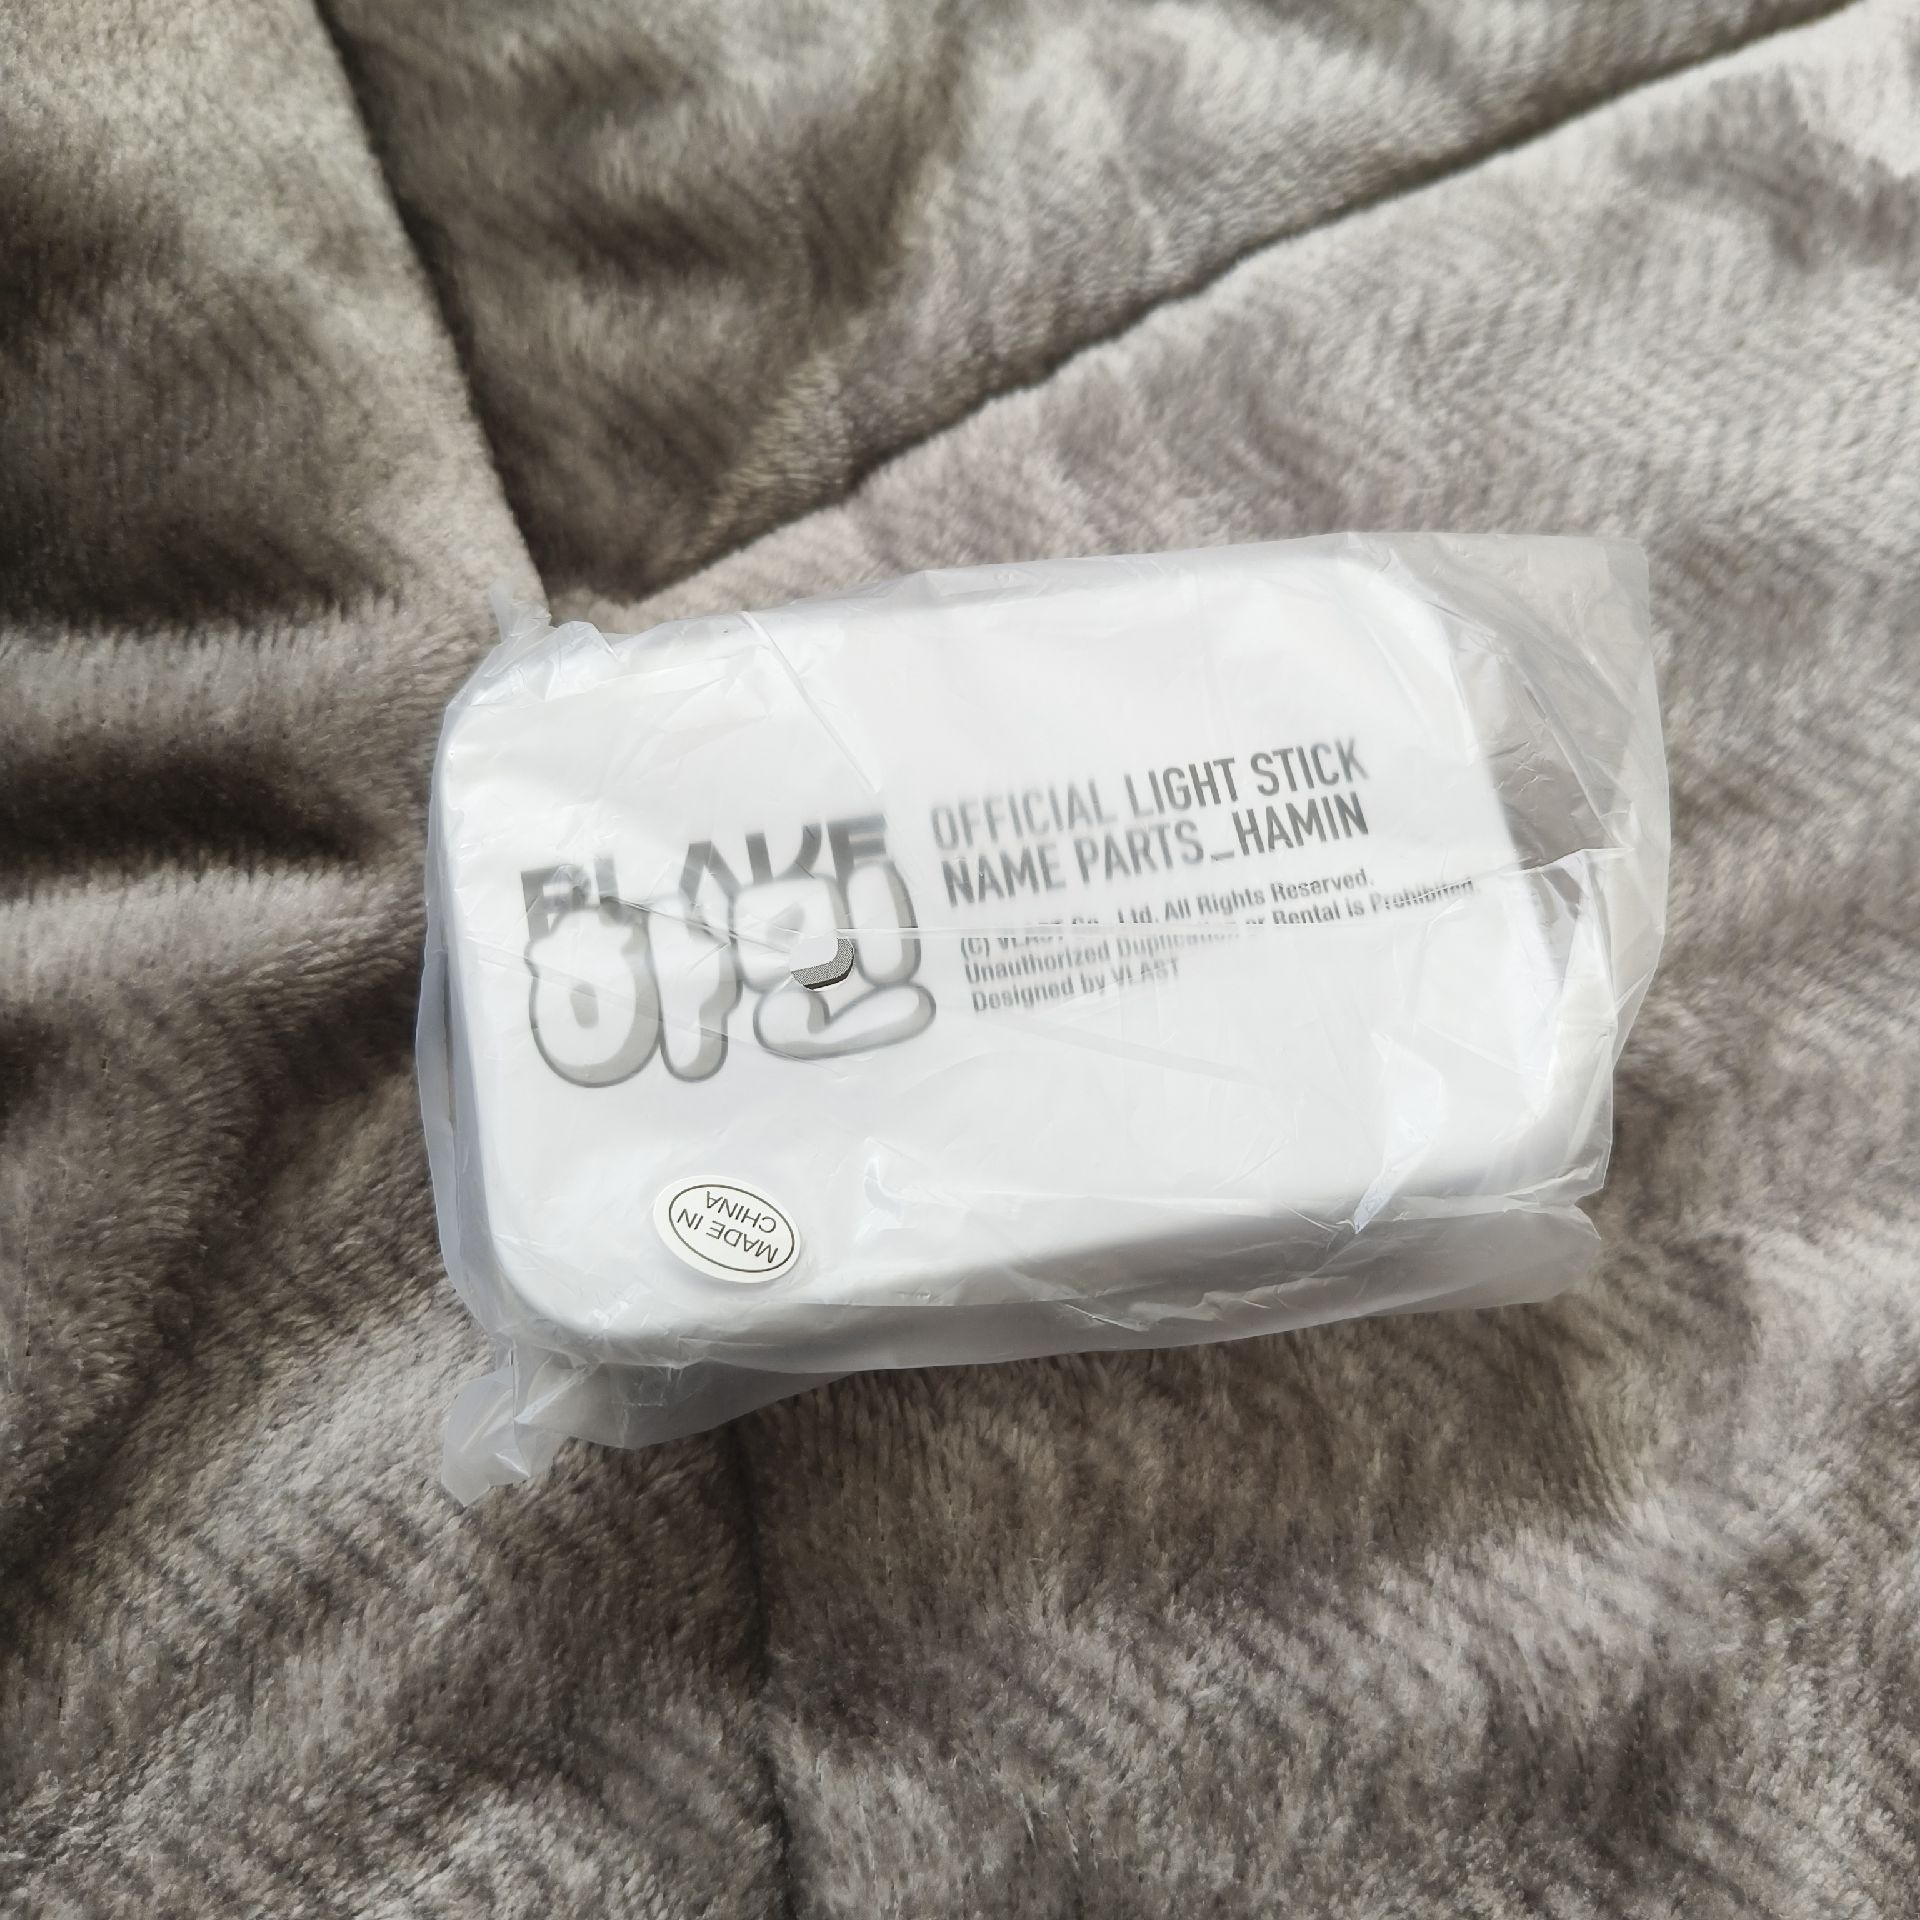 PLAVE
하민
OFFICIAL LIGHT STICK
NAME PARTS_HAMIN
(C) VLAST Co., Ltd. All Rights Reserved.
Unauthorized Duplication or Rental is Prohibited.
Designed by VLAST
MADE IN
CHINA